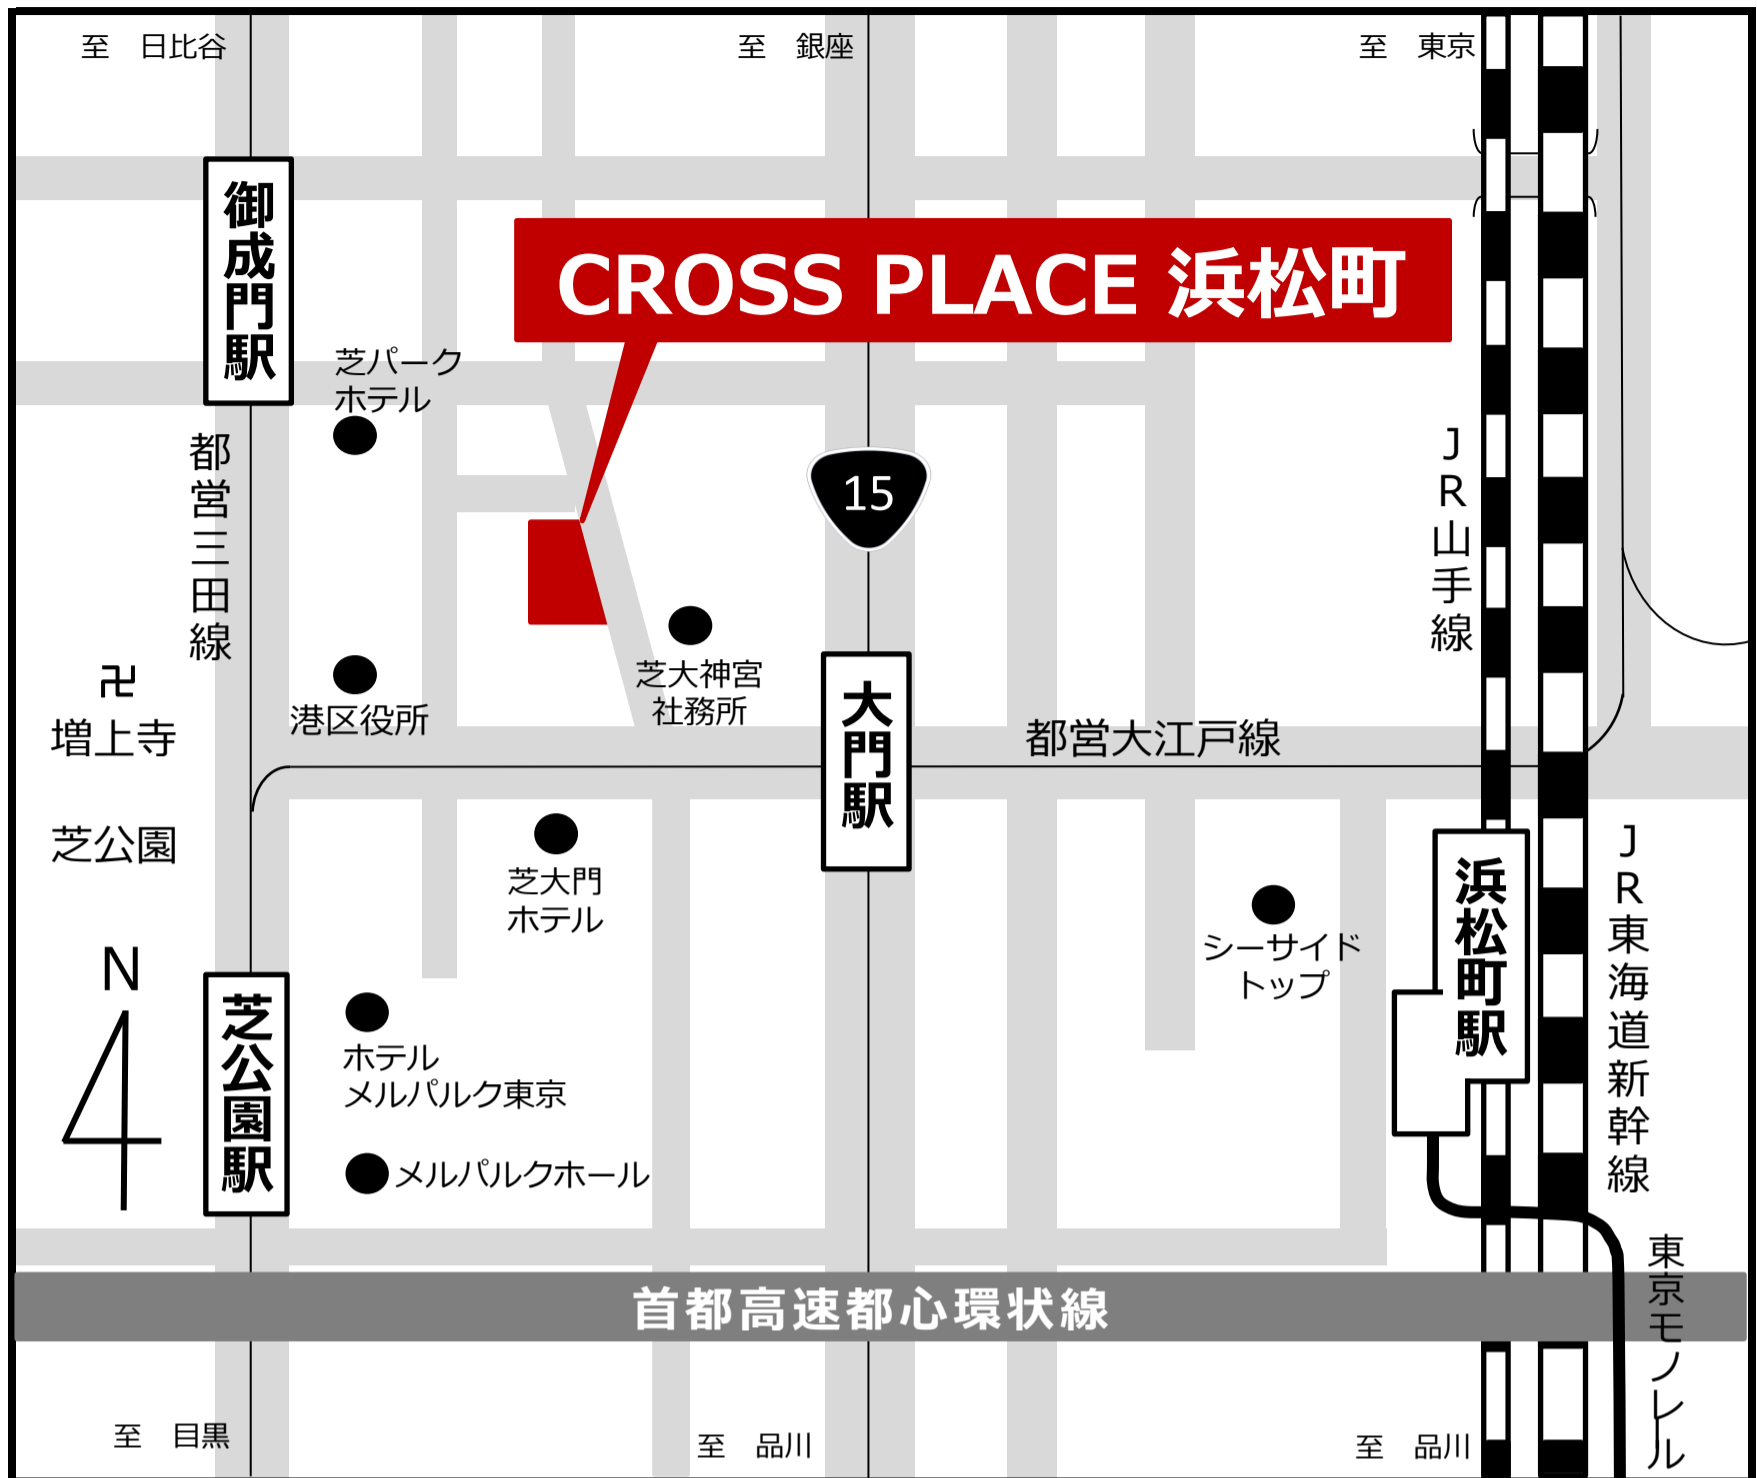 至 日比谷
至 銀座
至 東京
御成門駅
CROSS PLACE 浜松町
芝パーク
ホテル
都営三田線
15
JR山手線
芝大神宮
社務所
港区役所
卍
増上寺
大門駅
都営大江戸線
芝公園
芝大門
ホテル
浜松町駅
JR東海道新幹線
シーサイド
トップ
N
芝公園駅
ホテル
メルパルク東京
メルパルクホール
東京モノレール
首都高速都心環状線
至 目黒
至 品川
至 品川